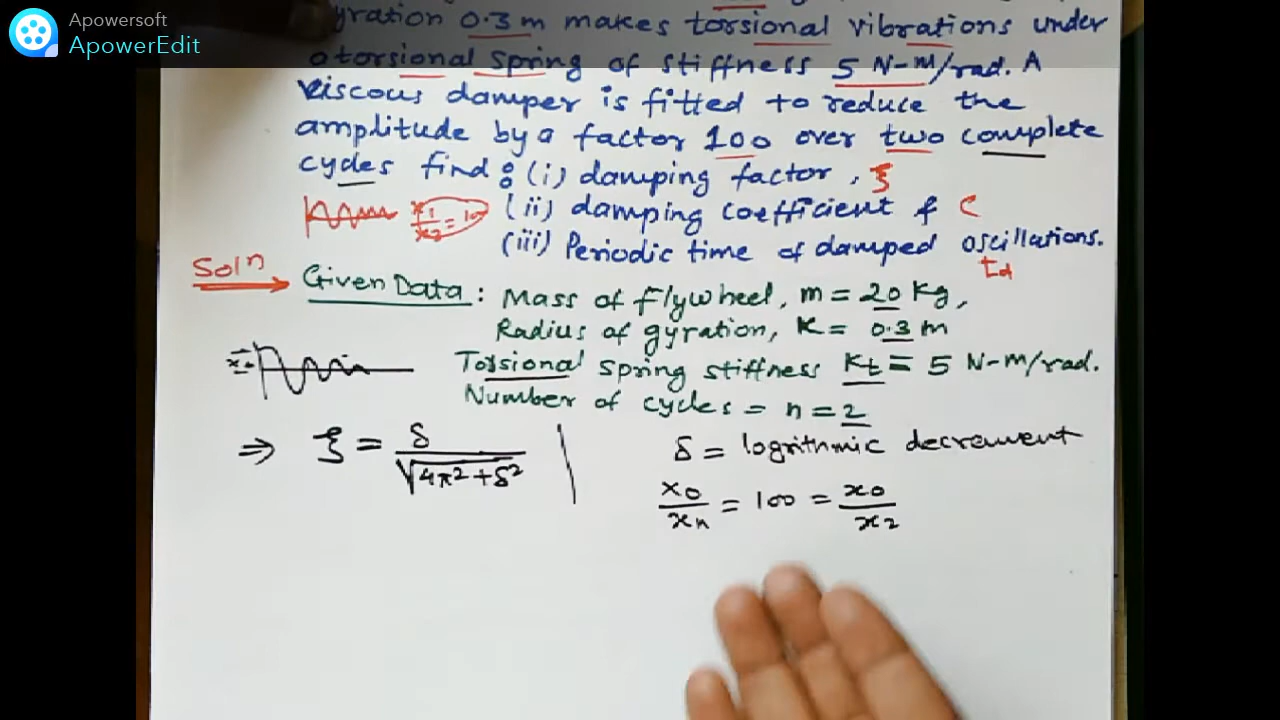 Apowersoft
ApowerEdit
gyration 0.3 m makes torsional vibrations under
a torsional spring of stiffness 5 N-m/rad. A
viscous damper is fitted to reduce the
amplitude by a factor 100 over two complete
cycles find : (i) damping factor, ξ
x1/x2 = 100 (ii) damping coefficient & C
(iii) Periodic time of damped oscillations.
td
Soln
Given Data : Mass of flywheel, m = 20 kg,
Radius of gyration, K = 0.3 m
Torsional spring stiffness Kt = 5 N-m/rad.
Number of cycles = n = 2
⇒ ξ = δ/√4π²+δ²
δ = logrithmic decrement
x0/xn = 100 = x0/x2